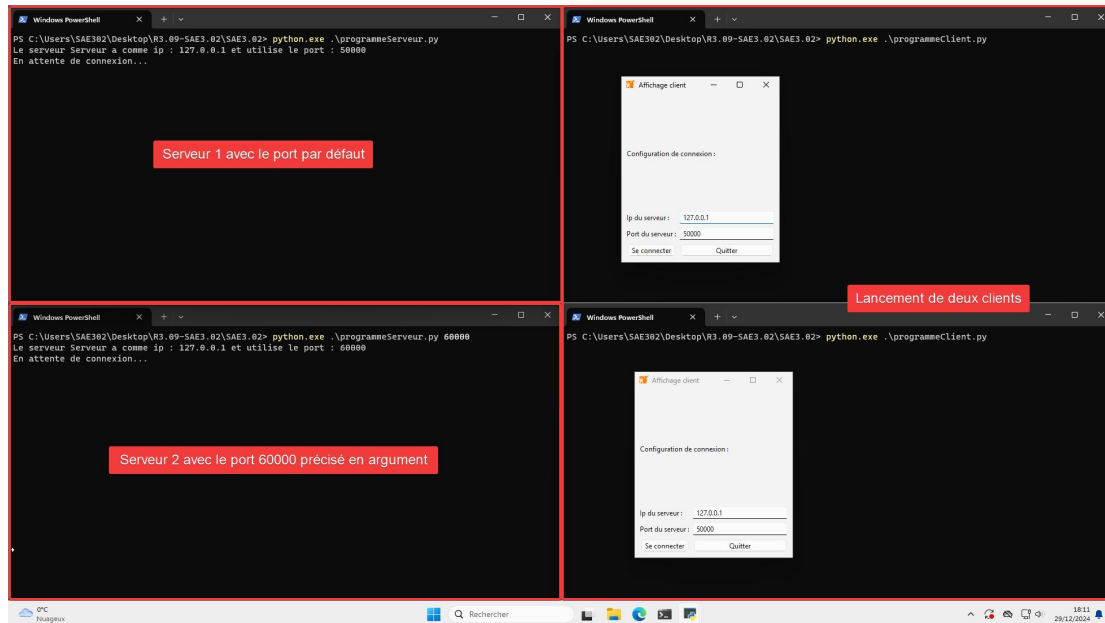 Windows PowerShell
PS C:\Users\SAE302\Desktop\R3.09-SAE3.02\SAE3.02> python.exe .\programmeServeur.py
Le serveur Serveur a comme ip : 127.0.0.1 et utilise le port : 50000
En attente de connexion...
Serveur 1 avec le port par défaut
Windows PowerShell
PS C:\Users\SAE302\Desktop\R3.09-SAE3.02\SAE3.02> python.exe .\programmeClient.py
Affichage client
Configuration de connexion :
Ip du serveur : 127.0.0.1
Port du serveur : 50000
Se connecter Quitter
Lancement de deux clients
Windows PowerShell
PS C:\Users\SAE302\Desktop\R3.09-SAE3.02\SAE3.02> python.exe .\programmeServeur.py 60000
Le serveur Serveur a comme ip : 127.0.0.1 et utilise le port : 60000
En attente de connexion...
Serveur 2 avec le port 60000 précisé en argument
Windows PowerShell
PS C:\Users\SAE302\Desktop\R3.09-SAE3.02\SAE3.02> python.exe .\programmeClient.py
Affichage client
Configuration de connexion :
Ip du serveur : 127.0.0.1
Port du serveur : 50000
Se connecter Quitter
0°C
Nuageux
Rechercher
18:11
29/12/2024